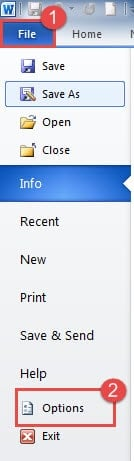 W
1
File Home
Save
Save As
Open
Close
Info
Recent
New
Print
Save & Send
Help
2
Options
Exit